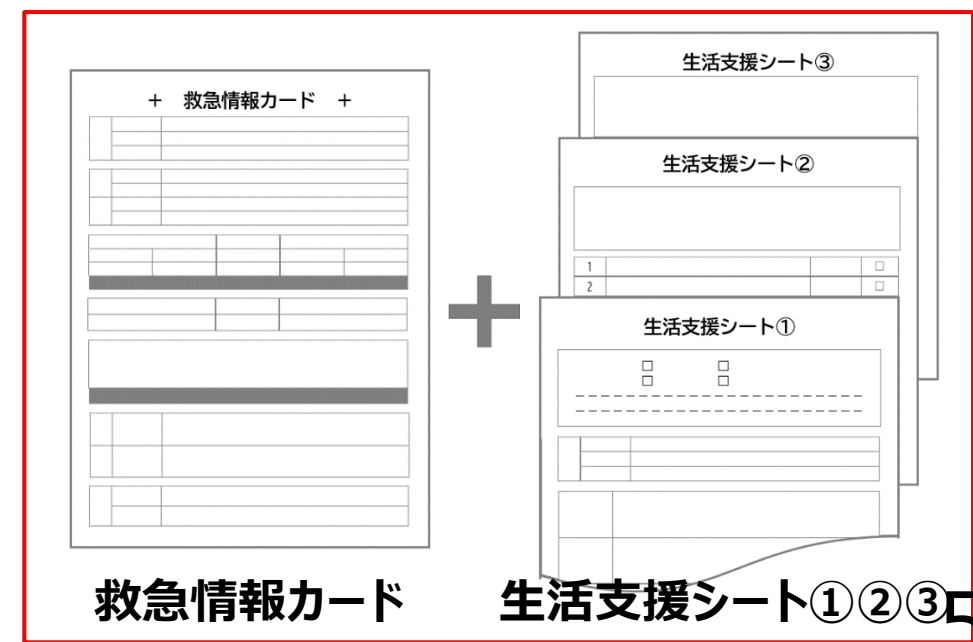 + 救急情報カード +
生活支援シート③
生活支援シート②
1
2
生活支援シート①
救急情報カード
生活支援シート①②③